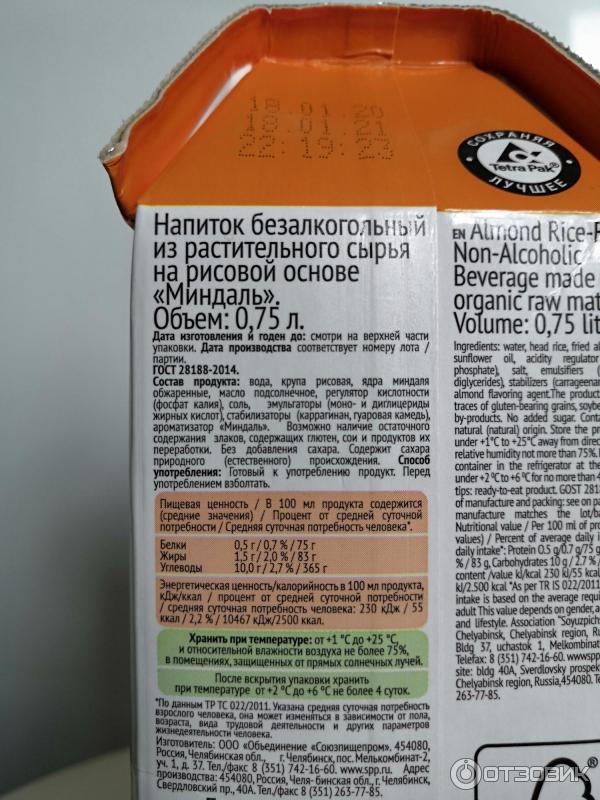 18 01 20
18 01 21
22:19:23
СОХРАНЯЯ
Tetra Pak®
ЛУЧШЕЕ
Напиток безалкогольный
из растительного сырья
на рисовой основе
«Миндаль».
Объем: 0,75 л.
Дата изготовления и годен до: смотри на верхней части
упаковки. Дата производства соответствует номеру лота /
партии.
ГОСТ 28188-2014.
Состав продукта: вода, крупа рисовая, ядра миндаля
обжаренные, масло подсолнечное, регулятор кислотности
(фосфат калия), соль, эмульгаторы (моно- и диглицериды
жирных кислот), стабилизаторы (каррагинан, гуаровая камедь),
ароматизатор «Миндаль». Возможно наличие остаточного
содержания злаков, содержащих глютен, сои и продуктов их
переработки. Без добавления сахара. Содержит сахара
природного (естественного) происхождения. Способ
употребления: Готовый к употреблению продукт. Перед
употреблением взболтать.
Пищевая ценность / В 100 мл продукта содержится
(средние значения) / Процент от средней суточной
потребности / Средняя суточная потребность человека*.
Белки 0,5 г/0,7 %/75 г
Жиры 1,5 г/2,0 %/83 г
Углеводы 10,0 г/2,7 %/365 г
Энергетическая ценность/калорийность в 100 мл продукта,
кДж/ккал / процент от средней суточной потребности /
средняя суточная потребность человека: 230 кДж / 55
ккал / 2,2 % / 10467 кДж/2500 ккал.
Хранить при температуре: от +1 °С до +25 °С,
и относительной влажности воздуха не более 75%,
в помещениях, защищенных от прямых солнечных лучей.
После вскрытия упаковки хранить
при температуре от +2 °С до +6 °С не более 4 суток.
*По данным ТР ТС 022/2011. Указана средняя суточная потребность
взрослого человека, она может изменяться в зависимости от пола,
возраста, вида трудовой деятельности и других параметров
жизнедеятельности человека.
Изготовитель: ООО «Объединение «Союзпищепром». 454080,
Россия, Челябинская обл., г. Челябинск, пос. Мелькомбинат-2,
уч. 1, д. 37. Тел./факс 8 (351) 742-16-60. www.spp.ru. Адрес
производства: 454080, Россия, Челя-бинская обл., г. Челябинск,
Свердловский пр., 40А. Тел./факс 8 (351) 263-77-85.
EN Almond Rice-
Non-Alcoholic
Beverage made
organic raw mat
Volume: 0,75 lit
Ingredients: water, head rice, fried al
sunflower oil, acidity regulator
phosphate), salt, emulsifiers (
diglycerides), stabilizers (carrageenan
almond flavoring agent.The product
traces of gluten-bearing grains, soybe
by-products. No added sugar. Conta
natural (natural) origin. Store the pr
under +1°C to +25°C away from direc
relative humidity not more than 75%.
container in the refrigerator at the
under +2°C to +6°C for no more than 4
tips: ready-to-eat product. GOST 2818
of manufacture and packing: see on pa
manufacture matches the lot/ba
Nutritional value / Per 100 ml of pro
values) / Percent of average daily i
daily intake*: Protein 0.5 g/0.7 g/75 g
% / 83 g, Carbohydrates 10 g / 2.7 %
content /value kJ/kcal 230 kJ/55 kcal
kJ/2.500 kcal *As per TR IS 022/2011
intake is based on the average requi
adult This value depends on gender, a
and lifestyle. Association "Soyuzpich
Chelyabinsk, Chelyabinsk region, Ru
Bldg 37, uchastok 1, Melkombinat
Telefax: 8 (351) 742-16-60. www.spp
site: bldg 40A, Sverdlovsky prospek
Chelyabinsk region, Russia,454080. Te
263-77-85.
ОТЗОВИК